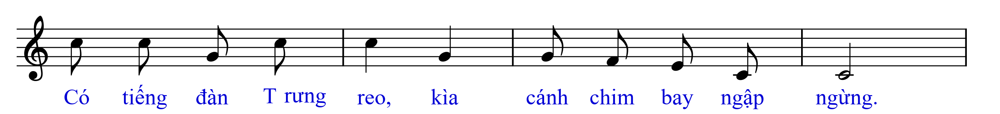 Có tiếng đàn T rưng reo, kìa cánh chim bay ngập ngừng.